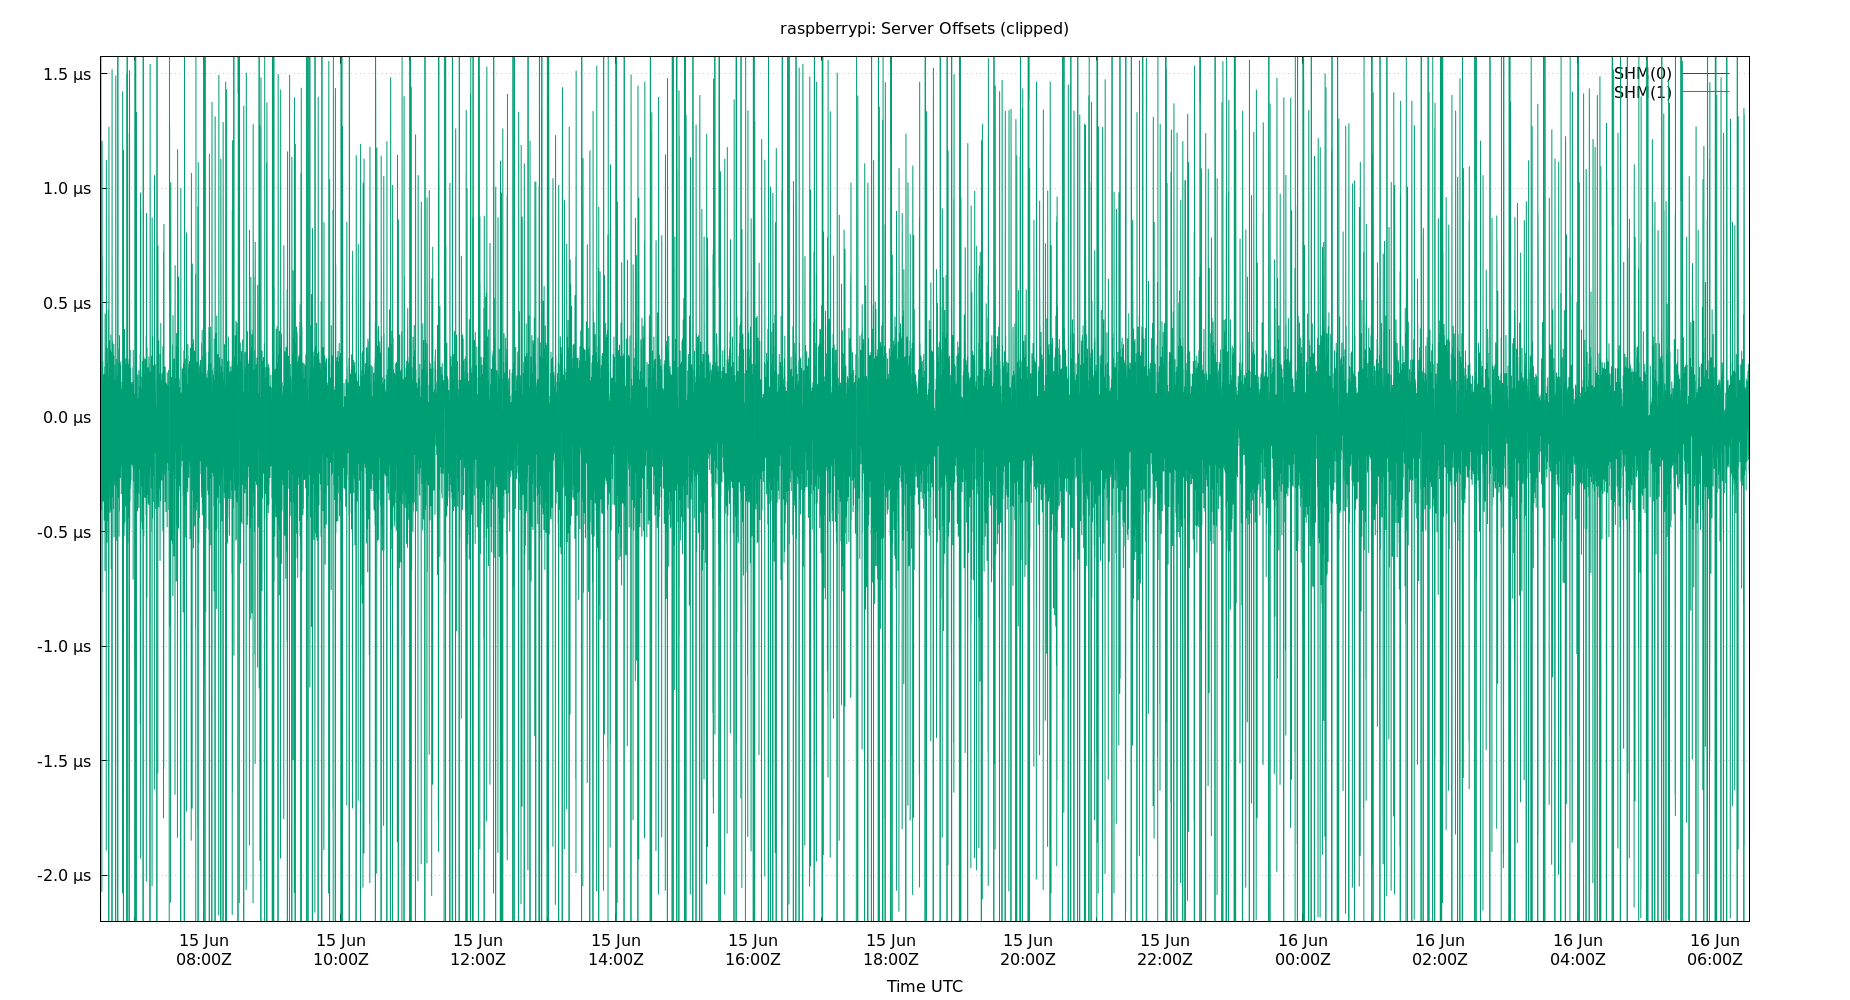 raspberrypi: Server Offsets (clipped)
1.5 µs
1.0 µs
0.5 µs
0.0 µs
-0.5 µs
-1.0 µs
-1.5 µs
-2.0 µs
SHM(0)
SHM(1)
15 Jun 15 Jun 15 Jun 15 Jun 15 Jun 15 Jun 15 Jun 15 Jun 16 Jun 16 Jun 16 Jun 16 Jun
08:00Z 10:00Z 12:00Z 14:00Z 16:00Z 18:00Z 20:00Z 22:00Z 00:00Z 02:00Z 04:00Z 06:00Z
Time UTC